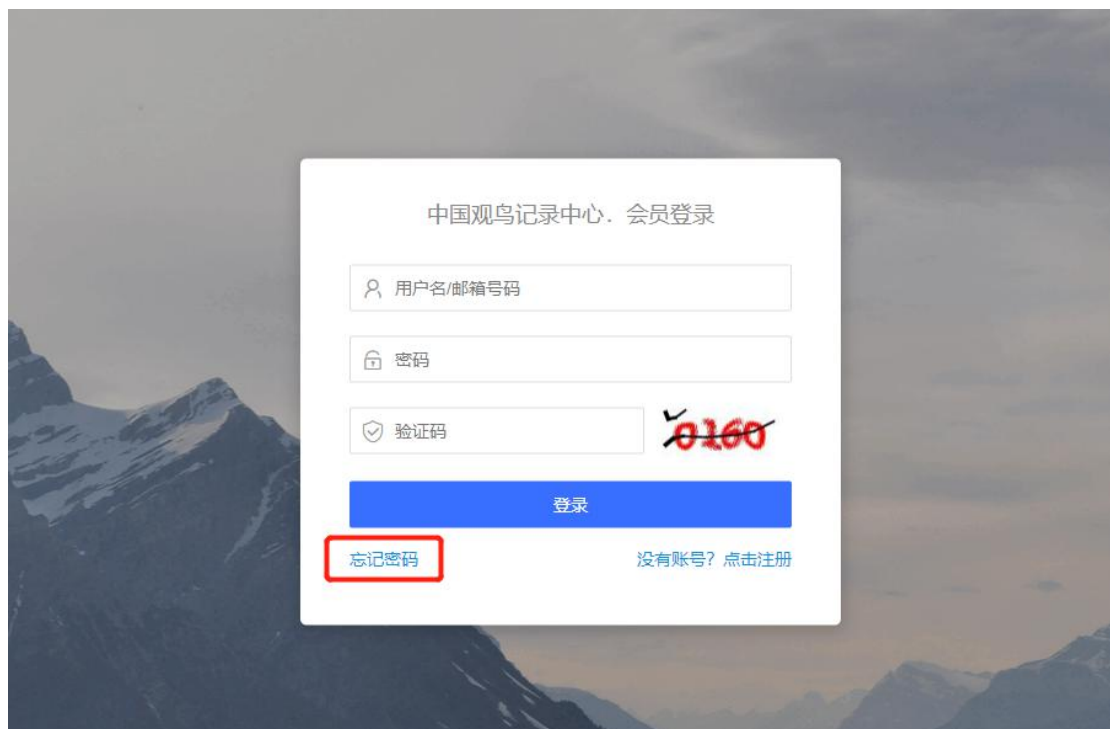 中国观鸟记录中心．会员登录
用户名/邮箱号码
密码
验证码
0160
登录
忘记密码
没有账号？点击注册